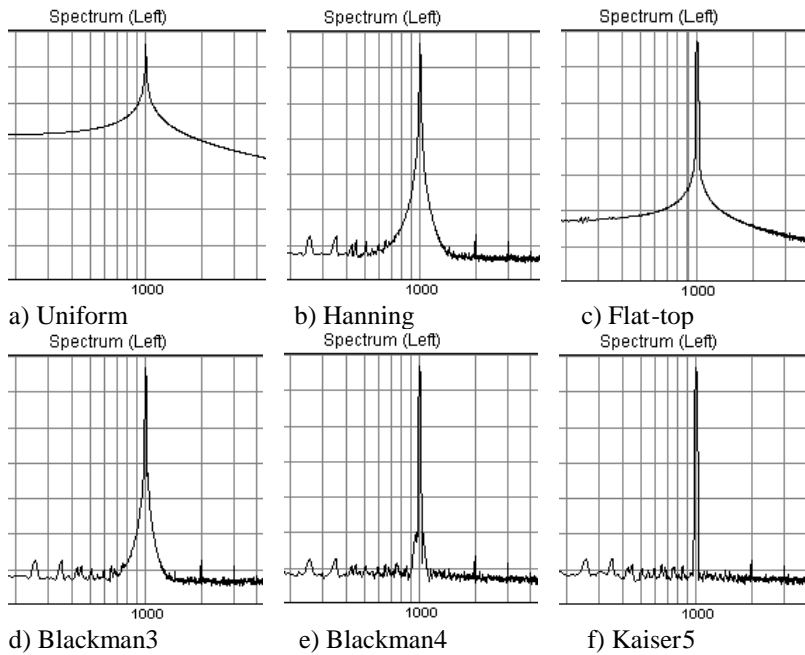 Spectrum (Left) Spectrum (Left) Spectrum (Left)
1000 1000 1000
a) Uniform b) Hanning c) Flat-top
Spectrum (Left) Spectrum (Left) Spectrum (Left)
1000 1000 1000
d) Blackman3 e) Blackman4 f) Kaiser5